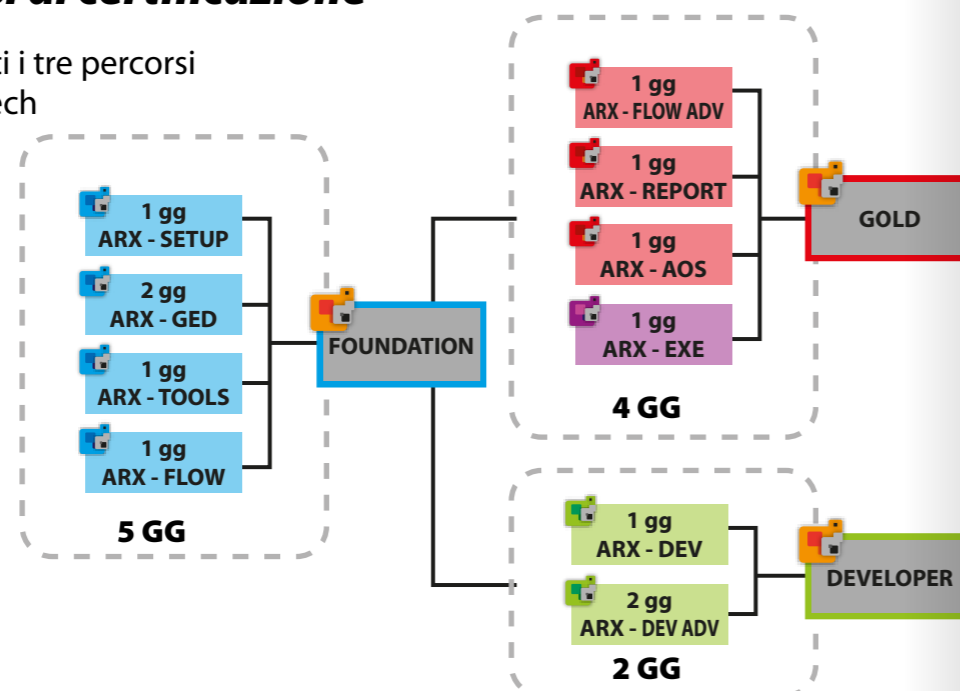 i tre percorsi
1 gg
ARX - SETUP
2 gg
ARX - GED
1 gg
ARX - TOOLS
1 gg
ARX - FLOW
5 GG
FOUNDATION
1 gg
ARX - FLOW ADV
1 gg
ARX - REPORT
1 gg
ARX - AOS
1 gg
ARX - EXE
4 GG
GOLD
1 gg
ARX - DEV
2 gg
ARX - DEV ADV
2 GG
DEVELOPER